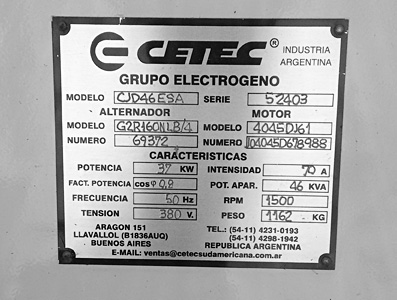 CETEC® INDUSTRIA ARGENTINA
GRUPO ELECTROGENO
MODELO CJD46ESA SERIE 52403
ALTERNADOR MOTOR
MODELO G2R160NLB/4 MODELO 4045DJ61
NUMERO 69372 NUMERO J04045D678988
CARACTERISTICAS
POTENCIA 37 KW INTENSIDAD 70 A
FACT. POTENCIA cosφ 0,8 POT. APAR. 46 KVA
FRECUENCIA 50 Hz RPM 1500
TENSION 380 V. PESO 1162 KG
ARAGON 151 TEL.: (54-11) 4231-0193
LLAVALLOL (B1836AUQ) (54-11) 4298-1942
BUENOS AIRES REPUBLICA ARGENTINA
E-MAIL: ventas@cetecsudamericana.com.ar